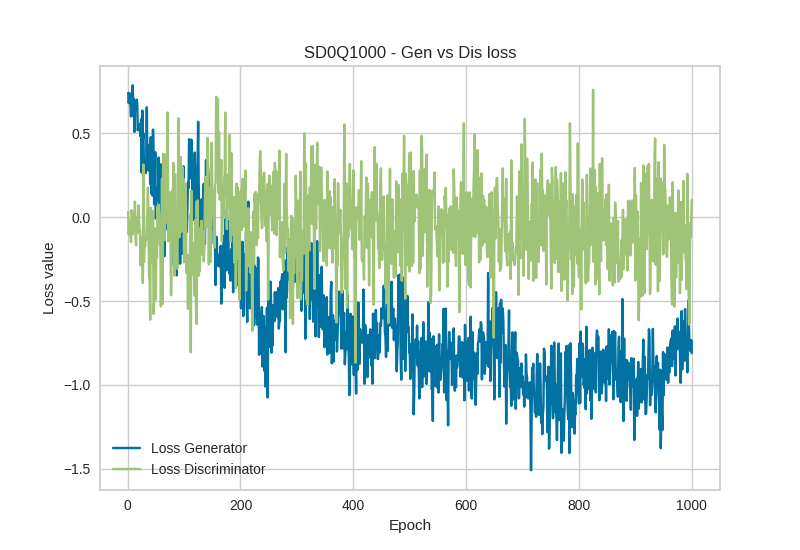 SD0Q1000 - Gen vs Dis loss
Loss value
0.5
0.0
−0.5
−1.0
−1.5
Loss Generator
Loss Discriminator
0 200 400 600 800 1000
Epoch